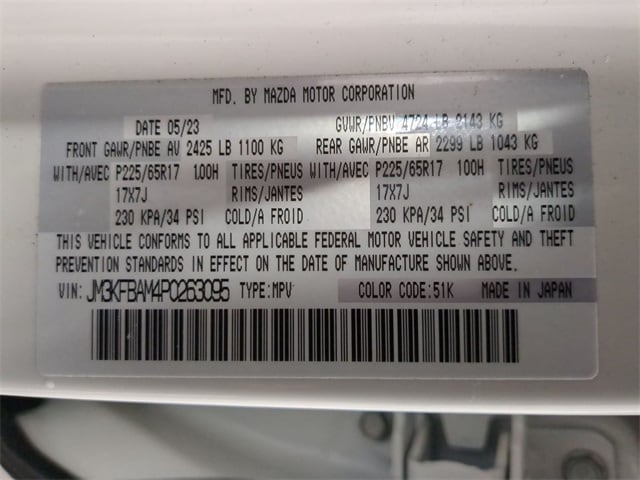 MFD. BY MAZDA MOTOR CORPORATION
DATE 05/23 GVWR/PNBV 4724 LB 2143 KG
FRONT GAWR/PNBE AV 2425 LB 1100 KG REAR GAWR/PNBE AR 2299 LB 1043 KG
WITH/AVEC P225/65R17 100H TIRES/PNEUS WITH/AVEC P225/65R17 100H TIRES/PNEUS
17X7J RIMS/JANTES 17X7J RIMS/JANTES
230 KPA/34 PSI COLD/A FROID 230 KPA/34 PSI COLD/A FROID
THIS VEHICLE CONFORMS TO ALL APPLICABLE FEDERAL MOTOR VEHICLE SAFETY AND THEFT
PREVENTION STANDARDS IN EFFECT ON THE DATE OF MANUFACTURE SHOWN ABOVE.
VIN: JM3KFBAM4P0263095 TYPE:MPV COLOR CODE:51K MADE IN JAPAN